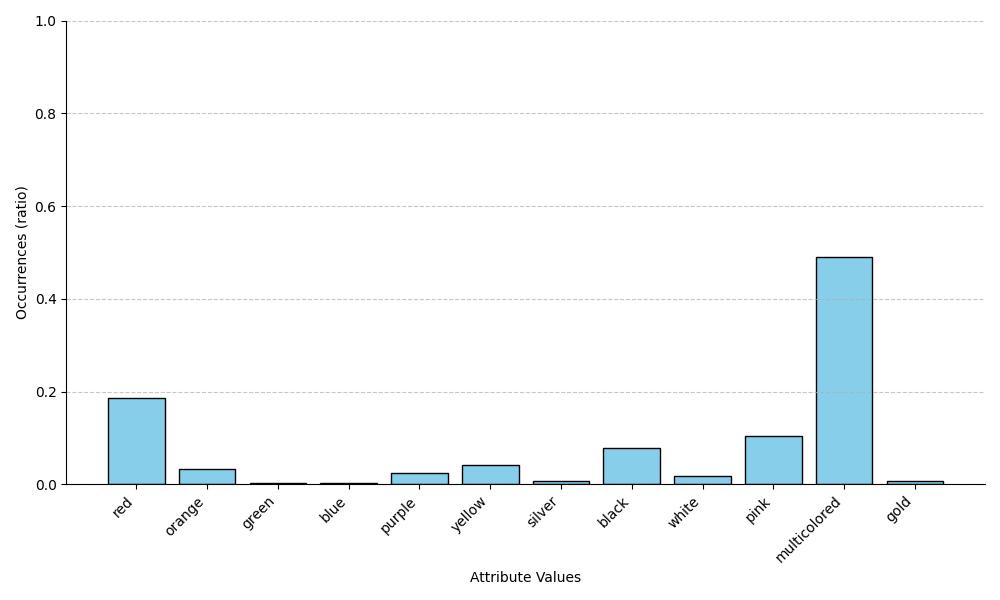 1.0
0.8
0.6
0.4
0.2
0.0
Occurrences (ratio)
red
orange
green
blue
purple
yellow
silver
black
white
pink
multicolored
gold
Attribute Values